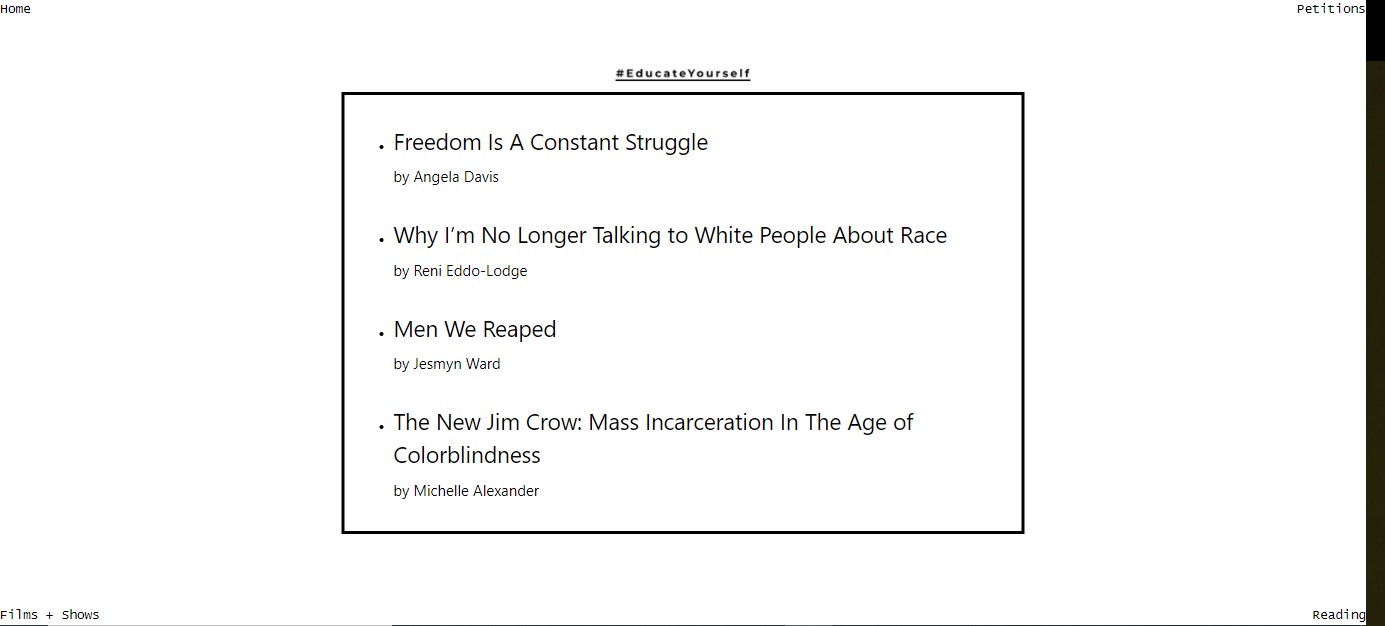 Home
Petitions
#EducateYourself
• Freedom Is A Constant Struggle
by Angela Davis
• Why I’m No Longer Talking to White People About Race
by Reni Eddo-Lodge
• Men We Reaped
by Jesmyn Ward
• The New Jim Crow: Mass Incarceration In The Age of
Colorblindness
by Michelle Alexander
Films + Shows
Reading